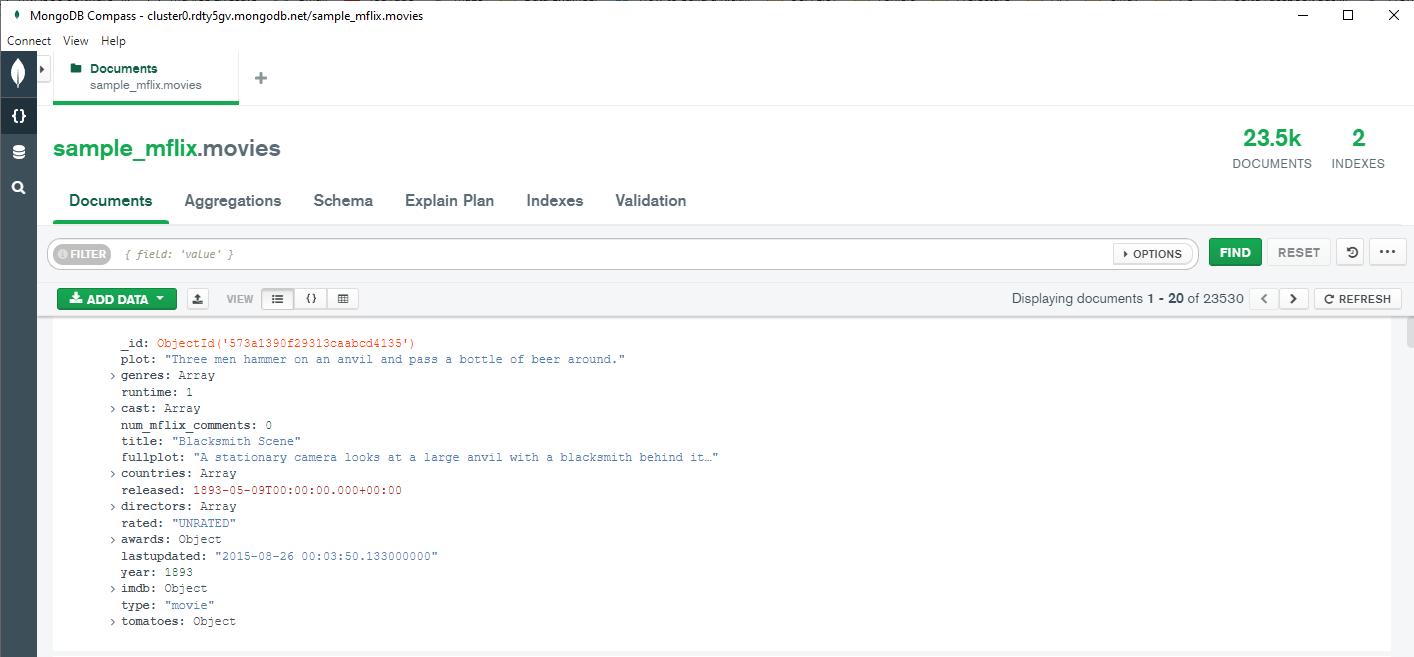 MongoDB Compass - cluster0.rdty5gv.mongodb.net/sample_mflix.movies
Connect View Help
Documents
sample_mflix.movies
sample_mflix.movies
23.5k
DOCUMENTS
2
INDEXES
Documents Aggregations Schema Explain Plan Indexes Validation
FILTER { field: 'value' } OPTIONS FIND RESET
ADD DATA VIEW {} Displaying documents 1 - 20 of 23530 REFRESH
_id: ObjectId('573a1390f29313caabcd4135')
plot: "Three men hammer on an anvil and pass a bottle of beer around."
genres: Array
runtime: 1
cast: Array
num_mflix_comments: 0
title: "Blacksmith Scene"
fullplot: "A stationary camera looks at a large anvil with a blacksmith behind it…"
countries: Array
released: 1893-05-09T00:00:00.000+00:00
directors: Array
rated: "UNRATED"
awards: Object
lastupdated: "2015-08-26 00:03:50.133000000"
year: 1893
imdb: Object
type: "movie"
tomatoes: Object